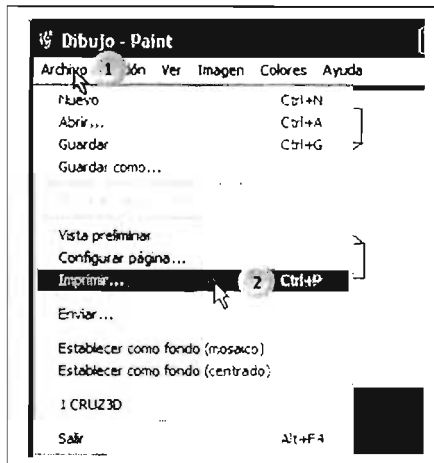 Dibujo - Paint
Archivo 1 ión Ver Imagen Colores Ayuda
Nuevo Ctrl+N
Abrir... Ctrl+A
Guardar Ctrl+G
Guardar como...
Vista preliminar
Configurar página...
Imprimir... 2 Ctrl+P
Enviar...
Establecer como fondo (mosaico)
Establecer como fondo (centrado)
1 CRUZ3D
Salir Alt+F4